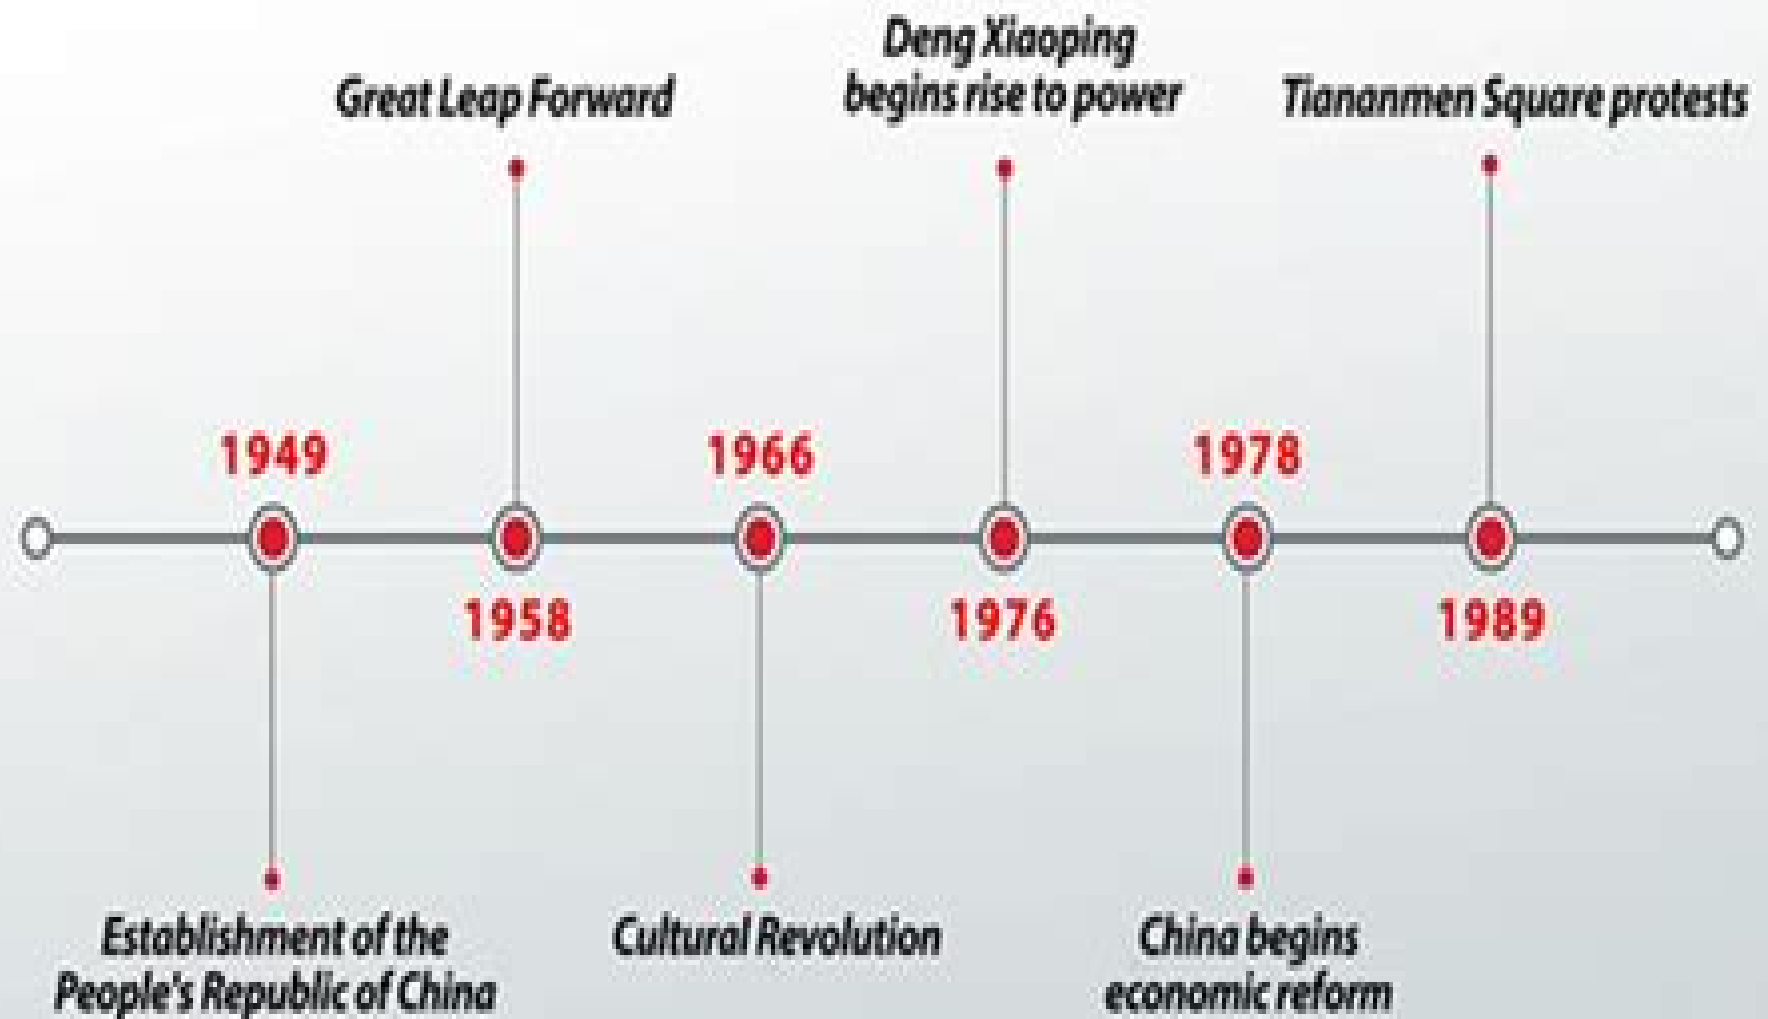 Deng Xiaoping
begins rise to power
Great Leap Forward
Tiananmen Square protests
1949
1966
1978
1958
1976
1989
Establishment of the
People's Republic of China
Cultural Revolution
China begins
economic reform